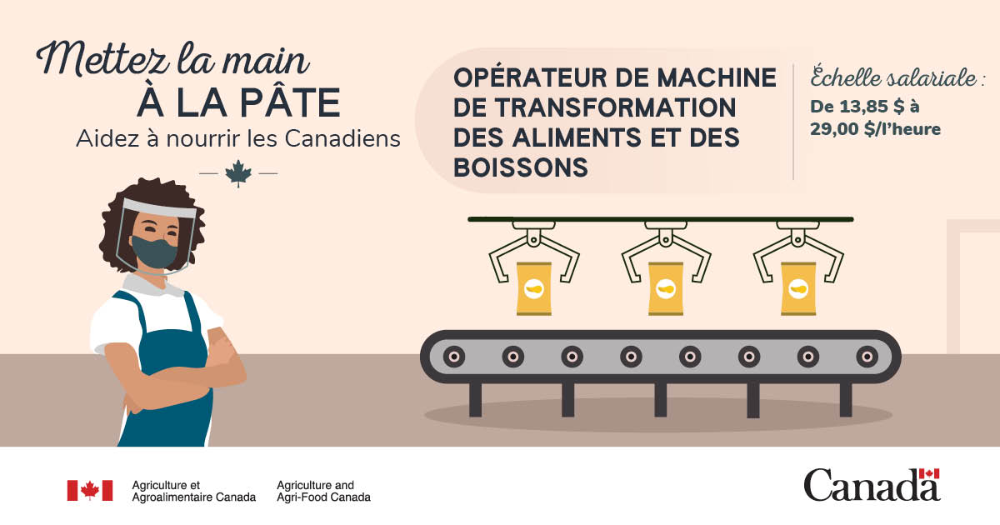 Mettez la main
À LA PÂTE
Aidez à nourrir les Canadiens
OPÉRATEUR DE MACHINE
DE TRANSFORMATION
DES ALIMENTS ET DES
BOISSONS
Échelle salariale :
De 13,85 $ à
29,00 $/l'heure
Agriculture et
Agroalimentaire Canada
Agriculture and
Agri-Food Canada
Canada